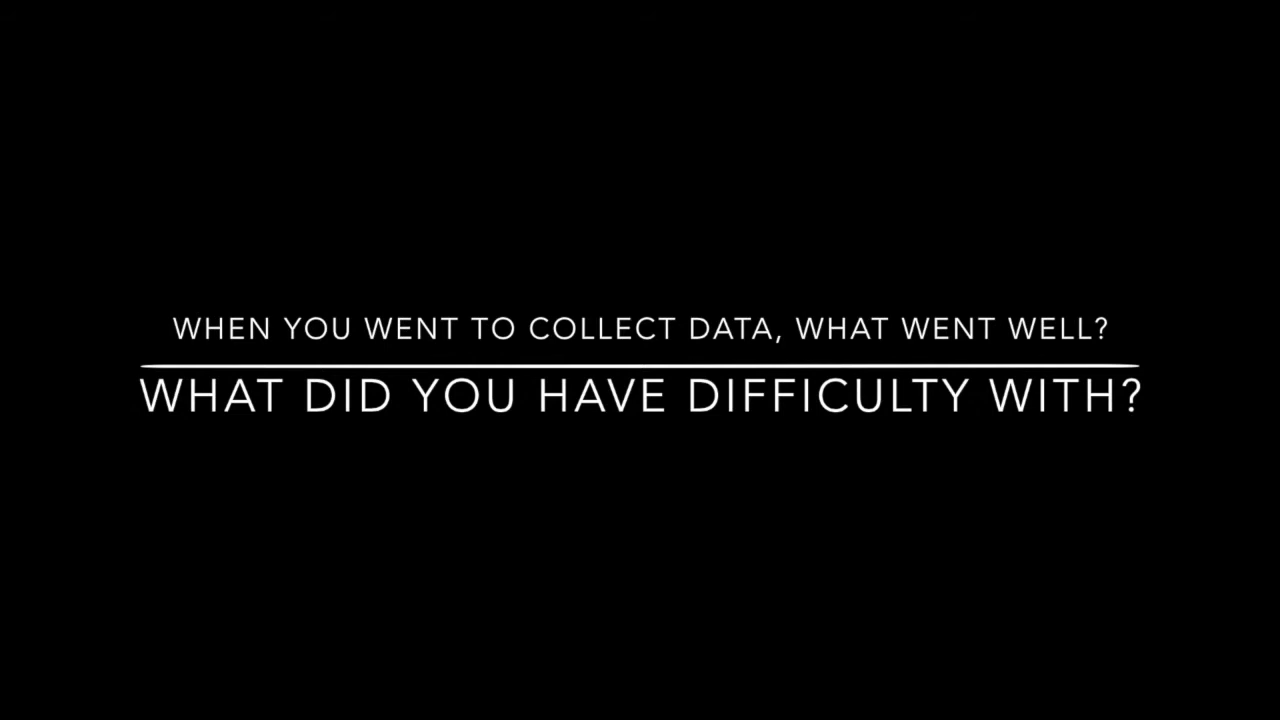 WHEN YOU WENT TO COLLECT DATA, WHAT WENT WELL?
WHAT DID YOU HAVE DIFFICULTY WITH?